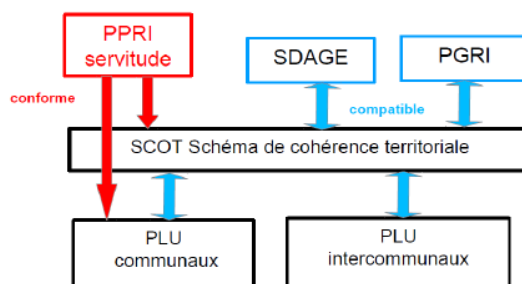 PPRI
servitude
SDAGE
PGRI
conforme
compatible
SCOT Schéma de cohérence territoriale
PLU
communaux
PLU
intercommunaux